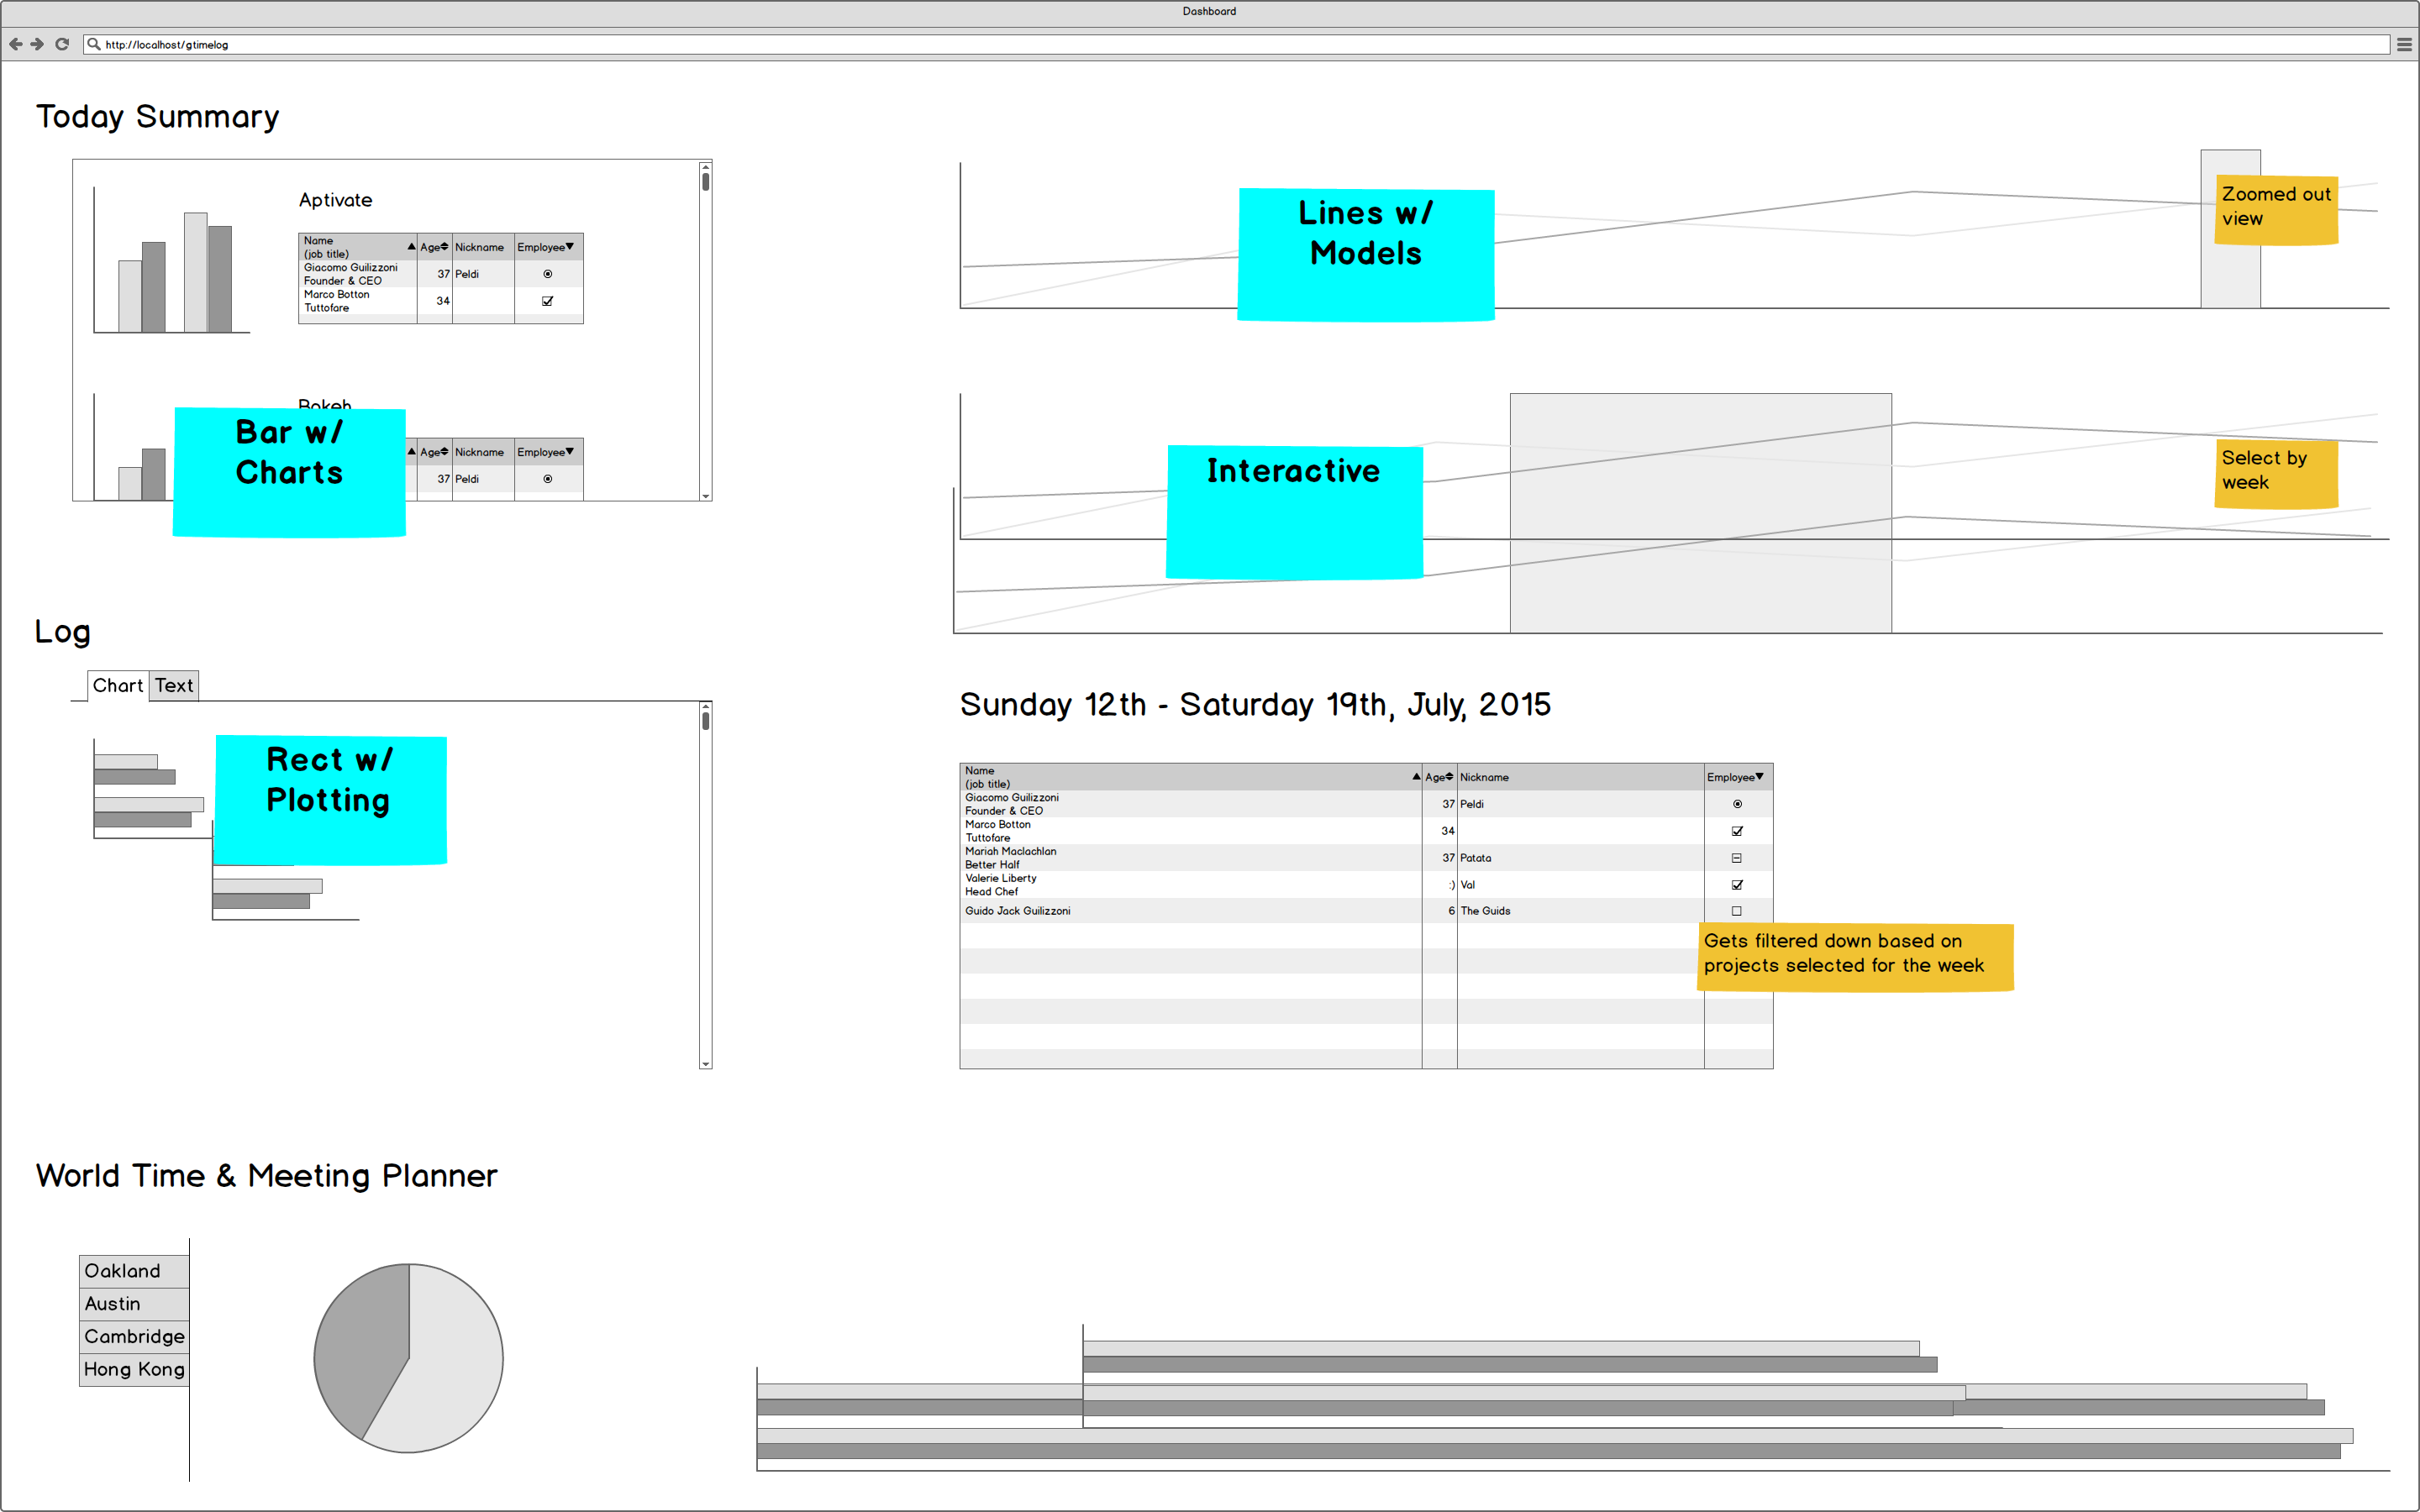 Dashboard
http://localhost/gtimelog
Today Summary
Aptivate
Name
(job title)
Age
Nickname
Employee
Giacomo Guilizzoni
Founder & CEO
37
Peldi
Marco Botton
Tuttofare
34
Bokeh
Age
Nickname
Employee
37
Peldi
Bar w/
Charts
Lines w/
Models
Zoomed out
view
Interactive
Select by
week
Log
Chart
Text
Rect w/
Plotting
Sunday 12th - Saturday 19th, July, 2015
Name
(job title)
Age
Nickname
Employee
Giacomo Guilizzoni
Founder & CEO
37
Peldi
Marco Botton
Tuttofare
34
Mariah Maclachlan
Better Half
37
Patata
Valerie Liberty
Head Chef
:)
Val
Guido Jack Guilizzoni
6
The Guids
Gets filtered down based on
projects selected for the week
World Time & Meeting Planner
Oakland
Austin
Cambridge
Hong Kong